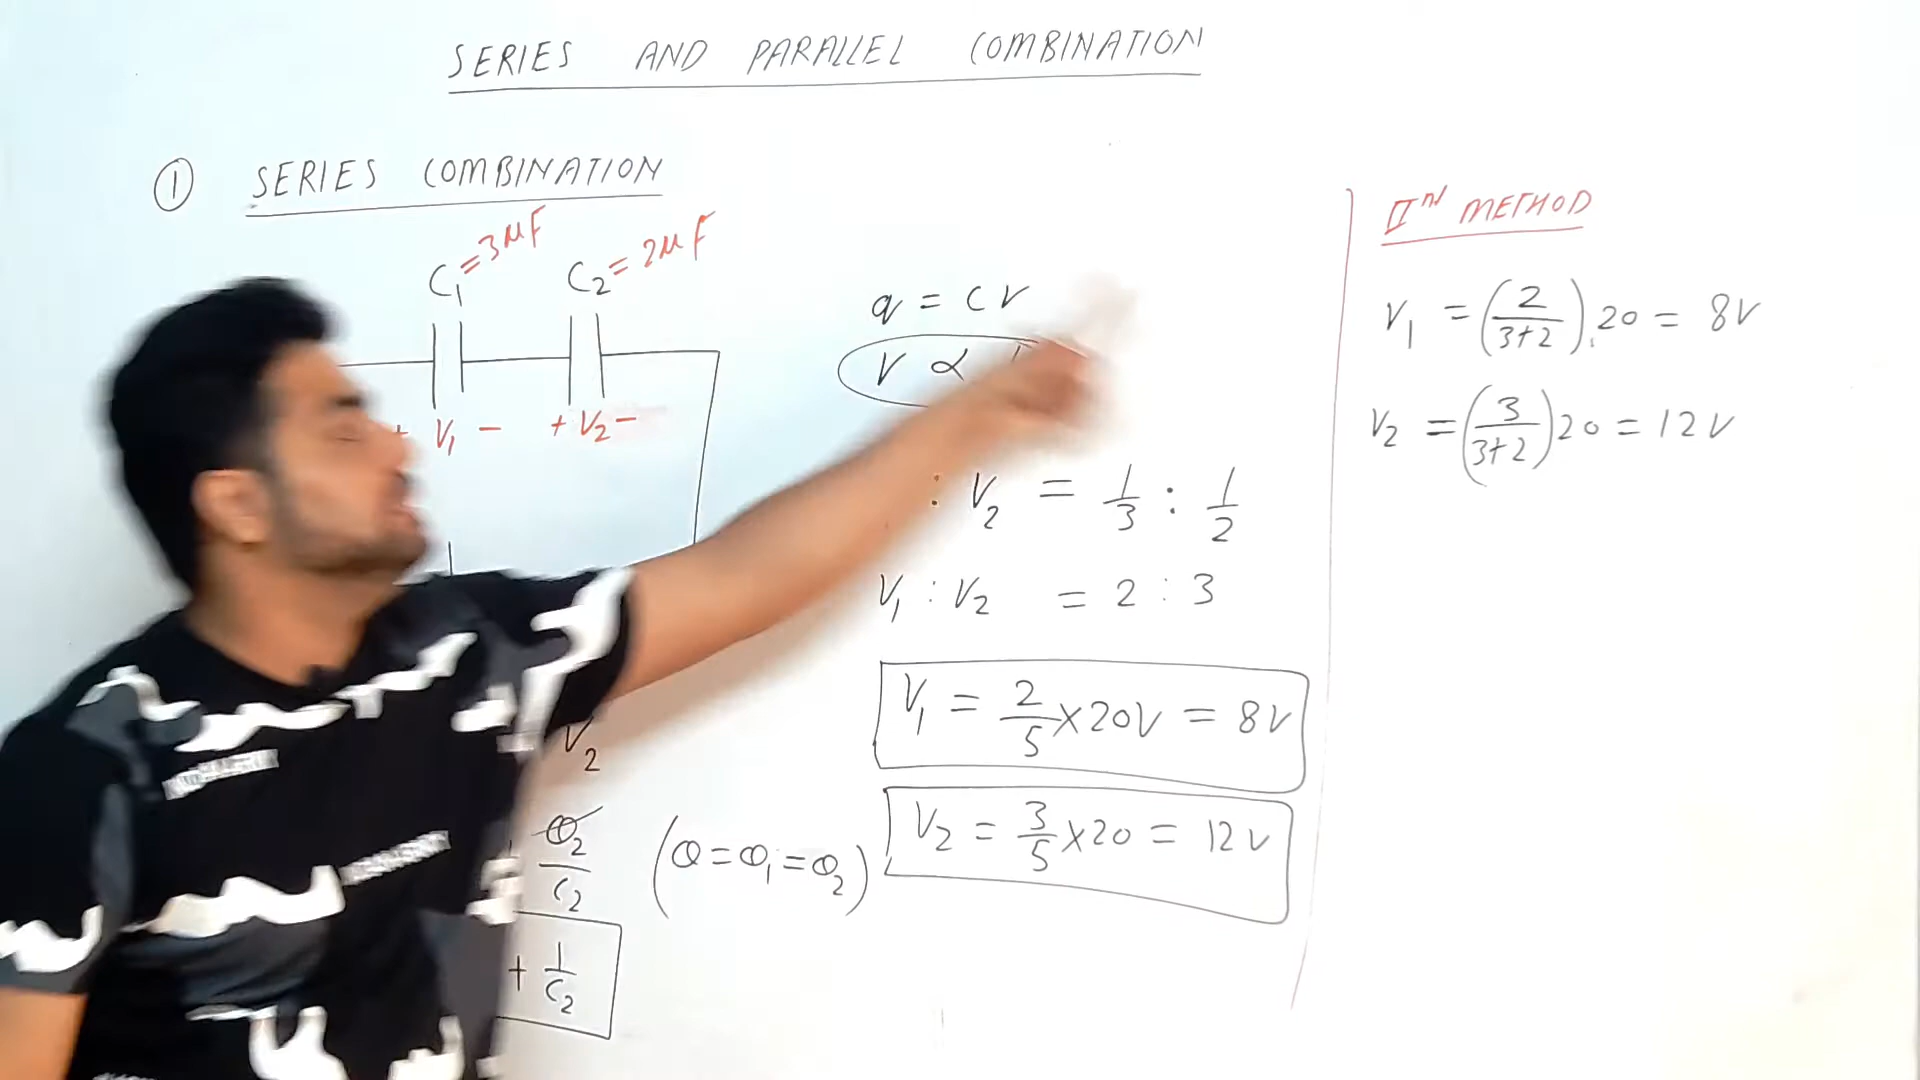 SERIES AND PARALLEL COMBINATION
① SERIES COMBINATION
C₁ = 3μF C₂ = 2μF
+ V₁ - + V₂ -
q = CV
V ∝
: V₂ = 1/3 : 1/2
V₁ : V₂ = 2 : 3
V₁ = 2/5 × 20V = 8V
V₂ = 3/5 × 20 = 12V
V₂
Q₂/C₂ (Q = Q₁ = Q₂)
+ 1/C₂
IInd METHOD
V₁ = (2/(3+2)).20 = 8V
V₂ = (3/(3+2))20 = 12V